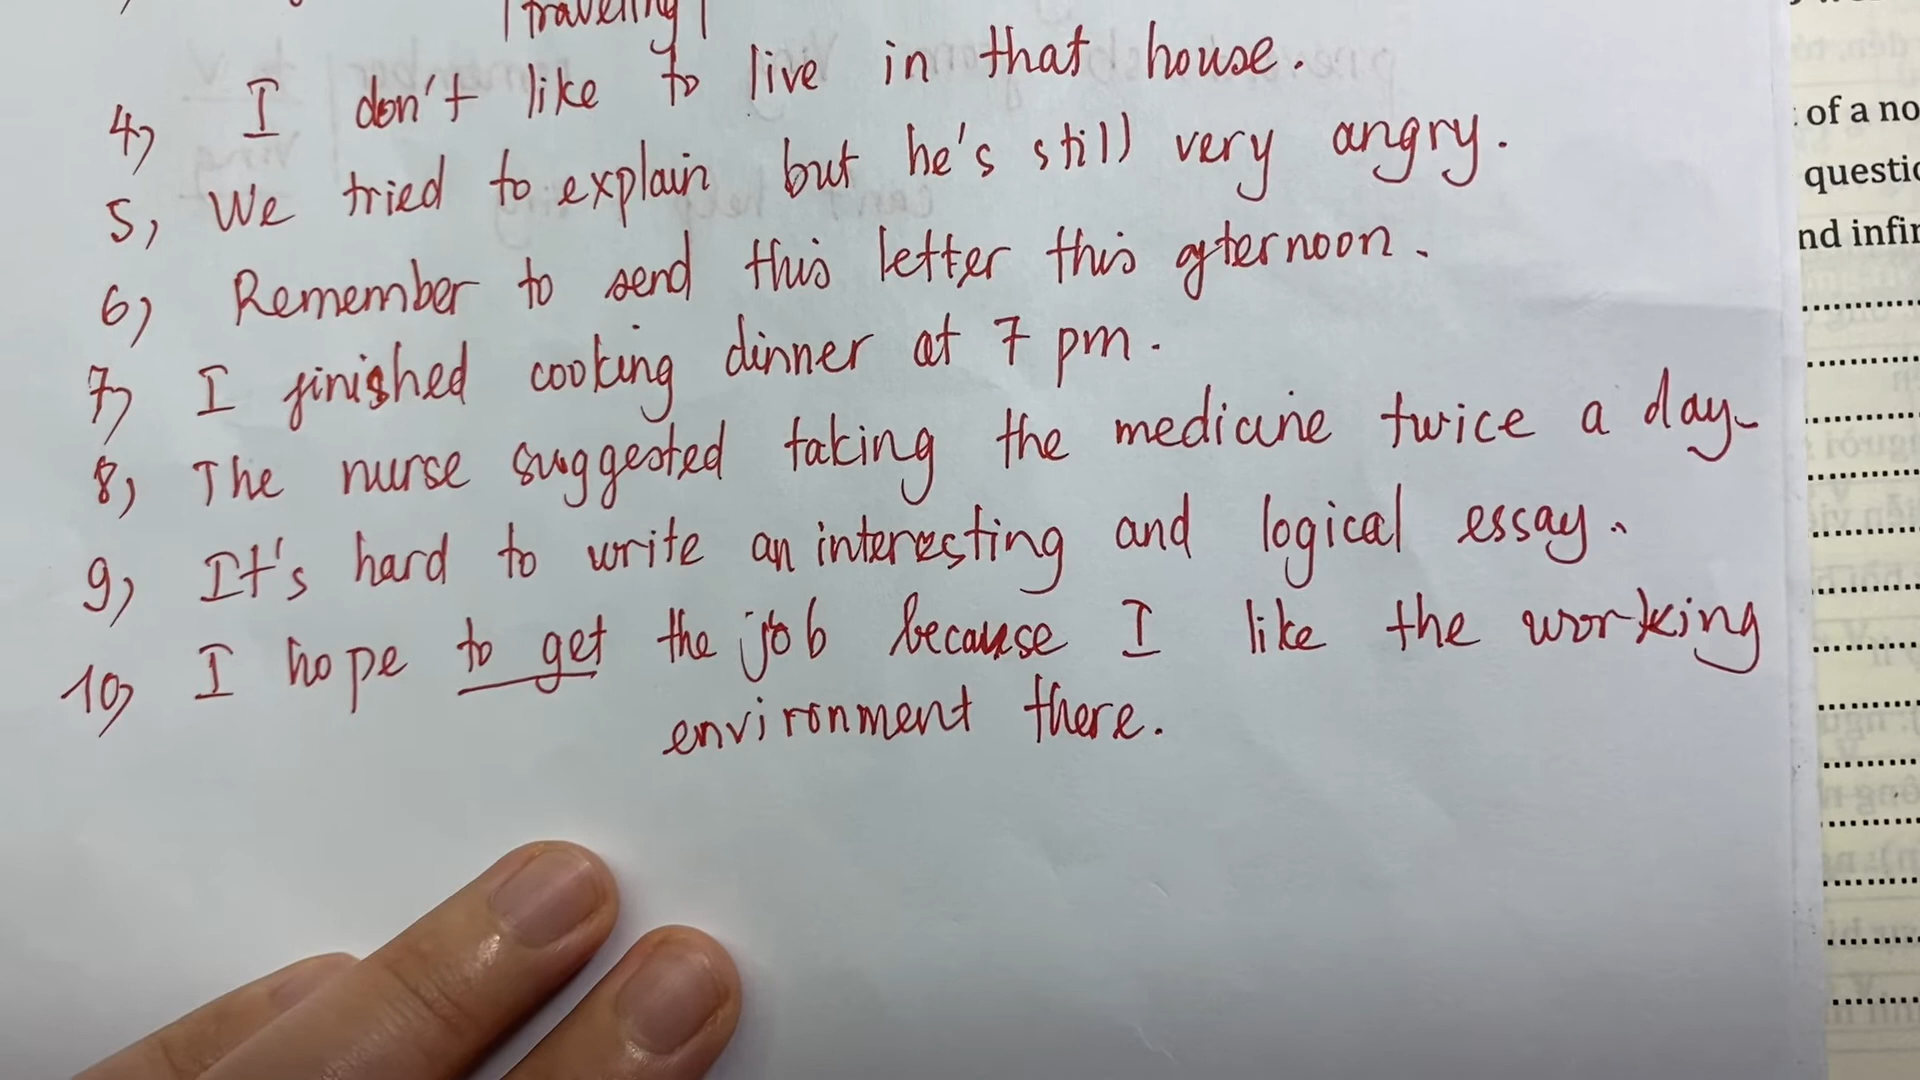 traveling
4, I don't like to live in that house.
5, We tried to explain but he's still very angry.
6, Remember to send this letter this afternoon.
7, I finished cooking dinner at 7 pm.
8, The nurse suggested taking the medicine twice a day.
9, It's hard to write an interesting and logical essay.
10, I hope to get the job because I like the working
environment there.
of a no
questio
nd infin